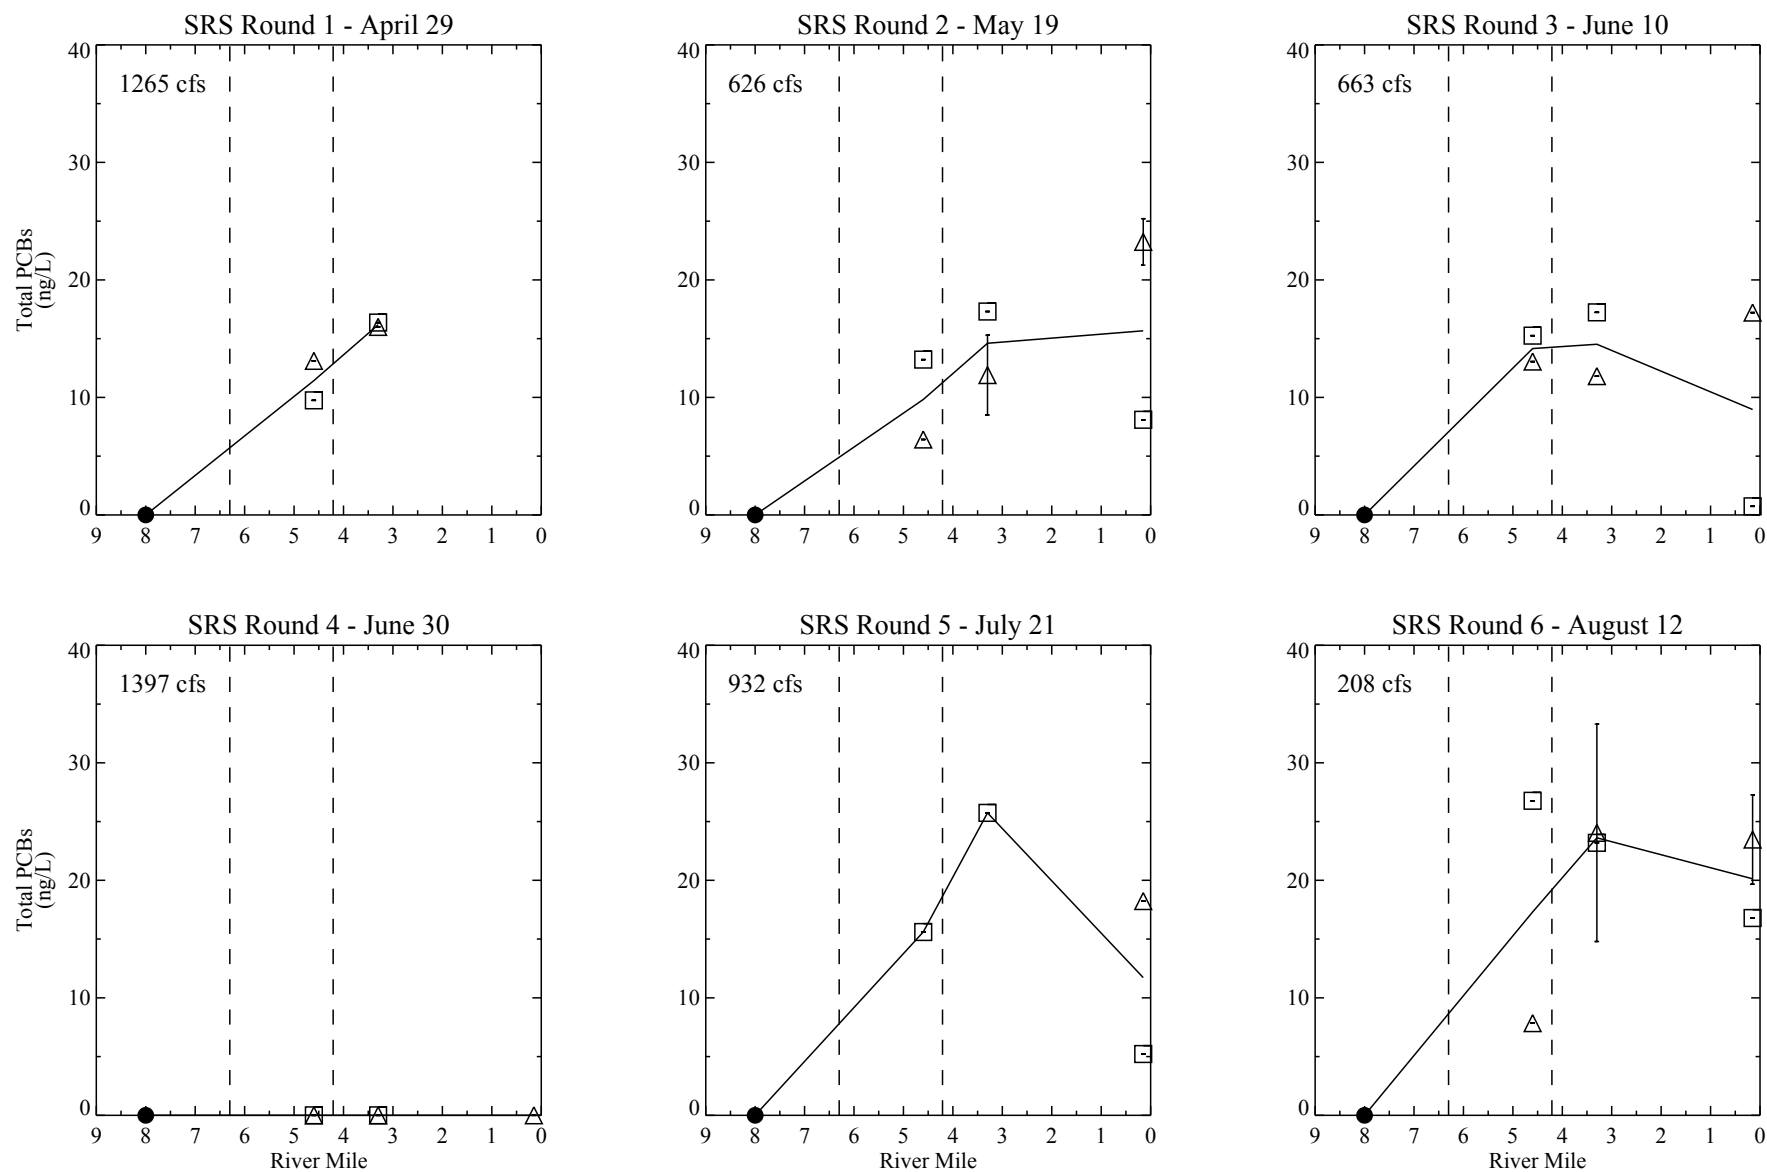 SRS Round 1 - April 29
SRS Round 2 - May 19
SRS Round 3 - June 10
1265 cfs
626 cfs
663 cfs
Total PCBs
(ng/L)
40
30
20
10
0
9 8 7 6 5 4 3 2 1 0
40
30
20
10
0
9 8 7 6 5 4 3 2 1 0
40
30
20
10
0
9 8 7 6 5 4 3 2 1 0
SRS Round 4 - June 30
SRS Round 5 - July 21
SRS Round 6 - August 12
1397 cfs
932 cfs
208 cfs
Total PCBs
(ng/L)
40
30
20
10
0
9 8 7 6 5 4 3 2 1 0
River Mile
40
30
20
10
0
9 8 7 6 5 4 3 2 1 0
River Mile
40
30
20
10
0
9 8 7 6 5 4 3 2 1 0
River Mile